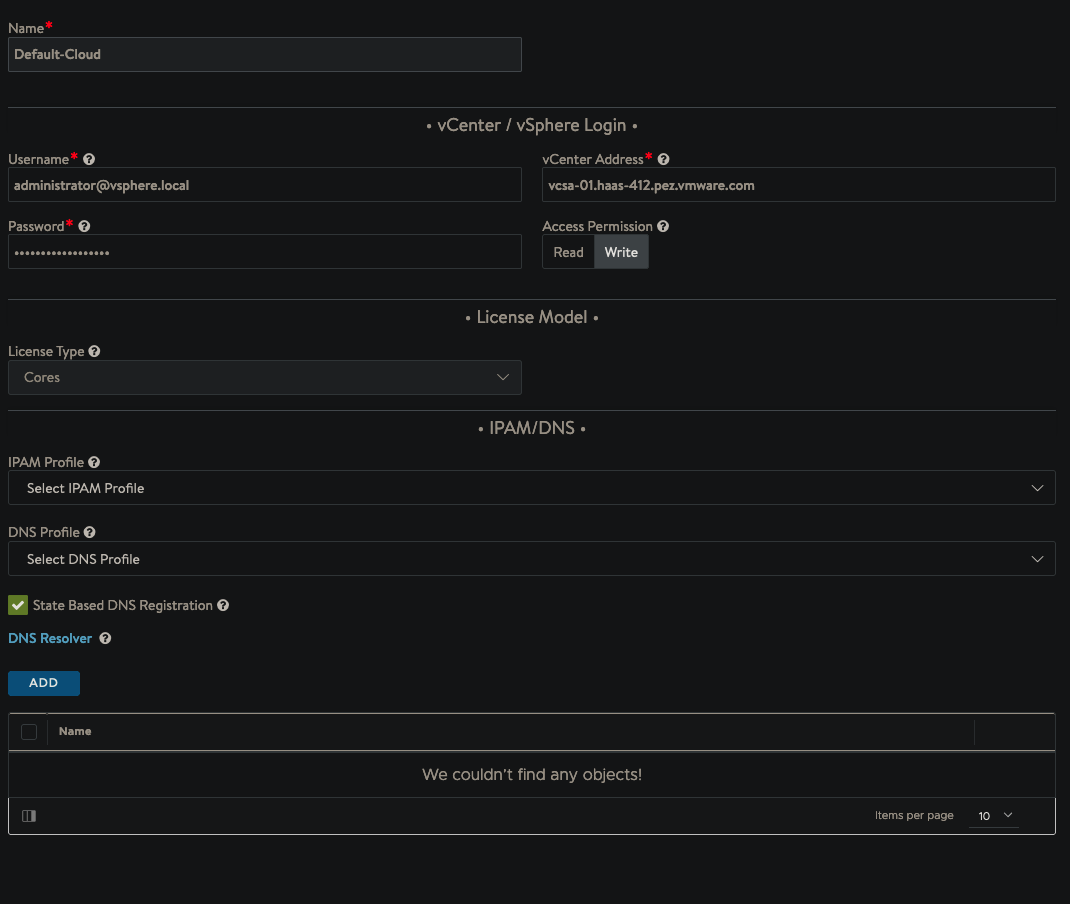 Name*
Default-Cloud
• vCenter / vSphere Login •
Username*
vCenter Address*
administrator@vsphere.local
vcsa-01.haas-412.pez.vmware.com
Password*
Access Permission
••••••••••••••••••
Read Write
• License Model •
License Type
Cores
• IPAM/DNS •
IPAM Profile
Select IPAM Profile
DNS Profile
Select DNS Profile
State Based DNS Registration
DNS Resolver
ADD
Name
We couldn't find any objects!
Items per page 10